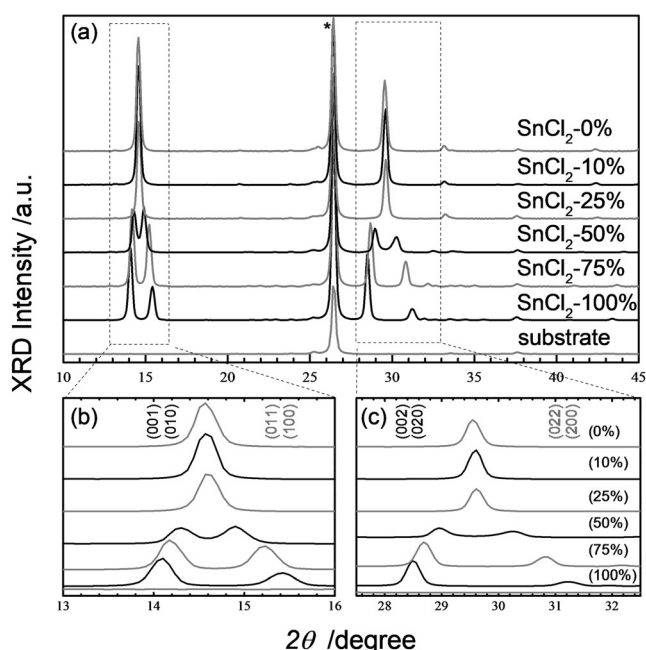 (a)
*
SnCl₂-0%
SnCl₂-10%
SnCl₂-25%
SnCl₂-50%
SnCl₂-75%
SnCl₂-100%
substrate
XRD Intensity /a.u.
10 15 20 25 30 35 40 45
(b)
(001)
(010)
(011)
(100)
13 14 15 16
(c)
(002)
(020)
(022)
(200)
(0%)
(10%)
(25%)
(50%)
(75%)
(100%)
28 29 30 31 32
2θ /degree